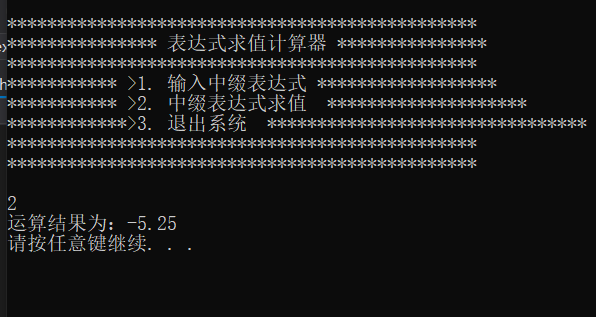 ***********************************************
*************** 表达式求值计算器 ***************
***********************************************
*********** >1. 输入中缀表达式 ******************
*********** >2. 中缀表达式求值  ********************
************>3. 退出系统  ********************************
***********************************************
***********************************************
2
运算结果为：-5.25
请按任意键继续. . .